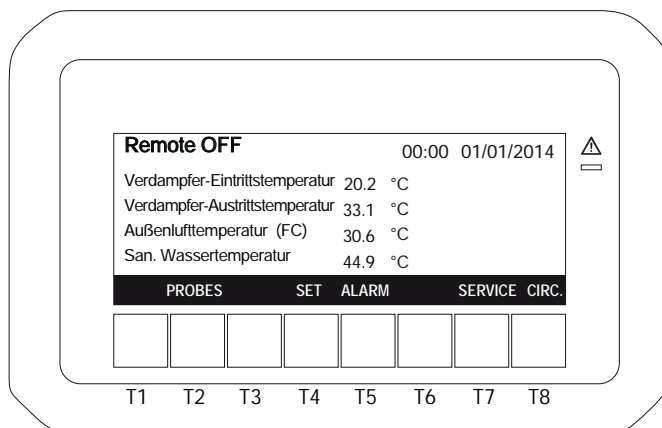 Remote OFF 00:00 01/01/2014
Verdampfer-Eintrittstemperatur 20.2 °C
Verdampfer-Austrittstemperatur 33.1 °C
Außenlufttemperatur (FC) 30.6 °C
San. Wassertemperatur 44.9 °C
PROBES SET ALARM SERVICE CIRC.
T1 T2 T3 T4 T5 T6 T7 T8